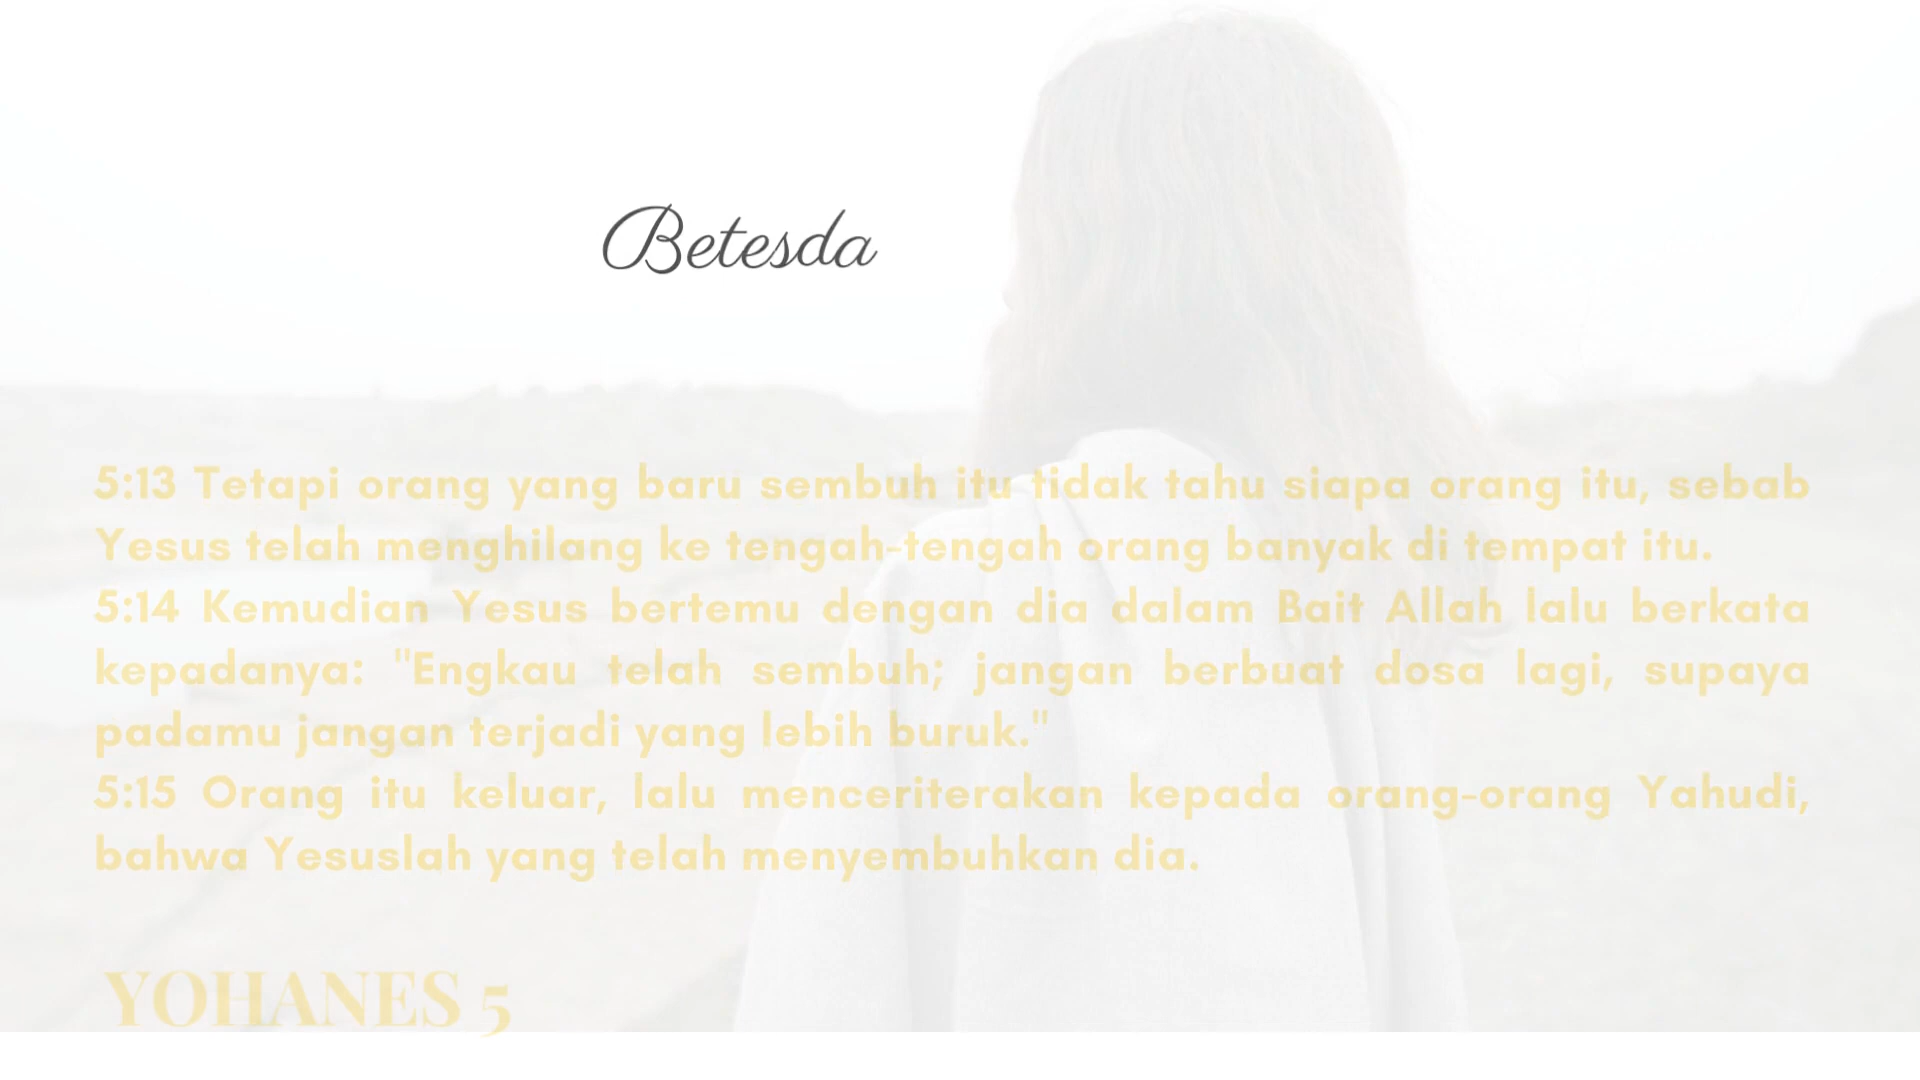 Betesda
5:13 Tetapi orang yang baru sembuh itu tidak tahu siapa orang itu, sebab
Yesus telah menghilang ke tengah-tengah orang banyak di tempat itu.
5:14 Kemudian Yesus bertemu dengan dia dalam Bait Allah lalu berkata
kepadanya: "Engkau telah sembuh; jangan berbuat dosa lagi, supaya
padamu jangan terjadi yang lebih buruk."
5:15 Orang itu keluar, lalu menceriterakan kepada orang-orang Yahudi,
bahwa Yesuslah yang telah menyembuhkan dia.
YOHANES 5